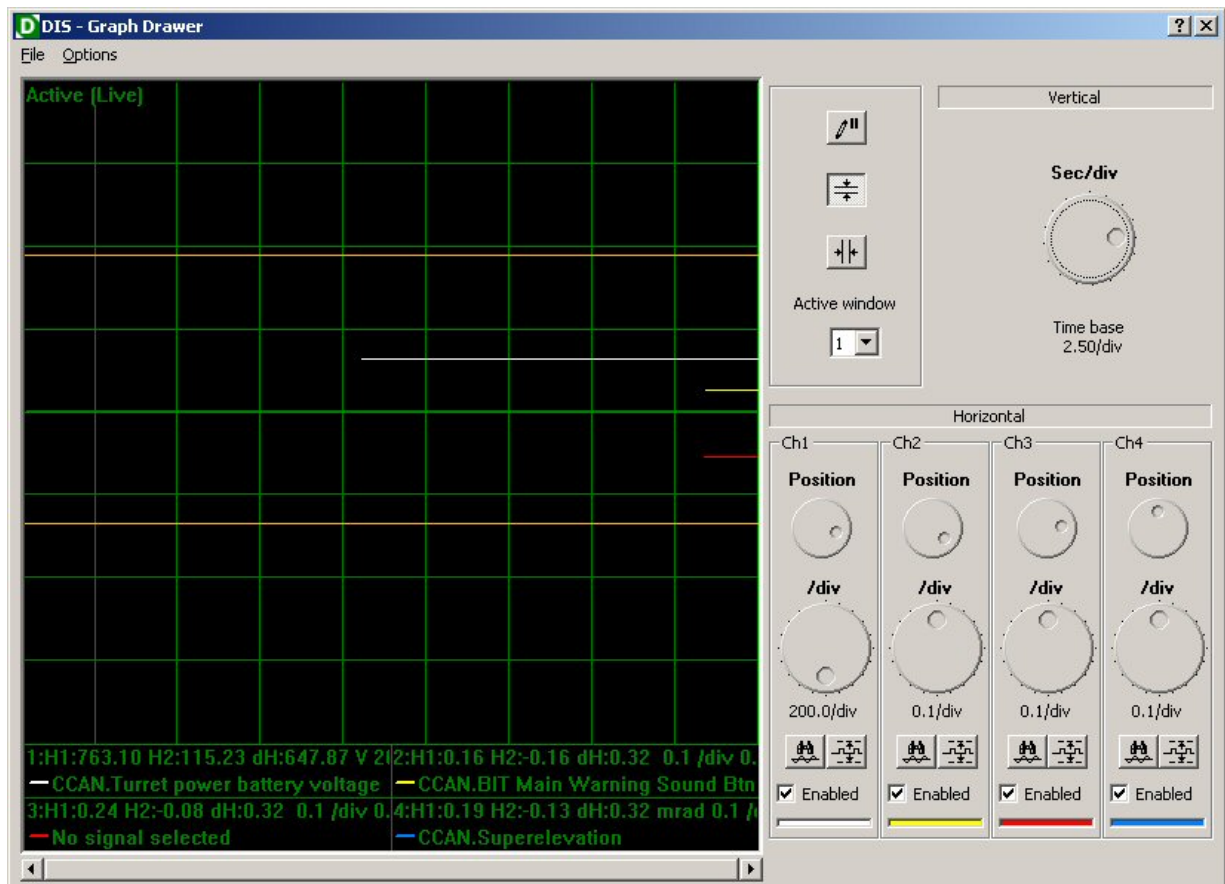 DIS - Graph Drawer
File Options
Active (Live)
Vertical
Sec/div
Active window
1
Time base
2.50/div
Horizontal
Ch1 Ch2 Ch3 Ch4
Position Position Position Position
/div /div /div /div
200.0/div 0.1/div 0.1/div 0.1/div
Enabled Enabled Enabled Enabled
1:H1:763.10 H2:115.23 dH:647.87 V 2
2:H1:0.16 H2:-0.16 dH:0.32 0.1 /div 0.
CCAN.Turret power battery voltage
CCAN.BIT Main Warning Sound Btn
3:H1:0.24 H2:-0.08 dH:0.32 0.1 /div 0.
4:H1:0.19 H2:-0.13 dH:0.32 mrad 0.1 /
No signal selected
CCAN.Superelevation